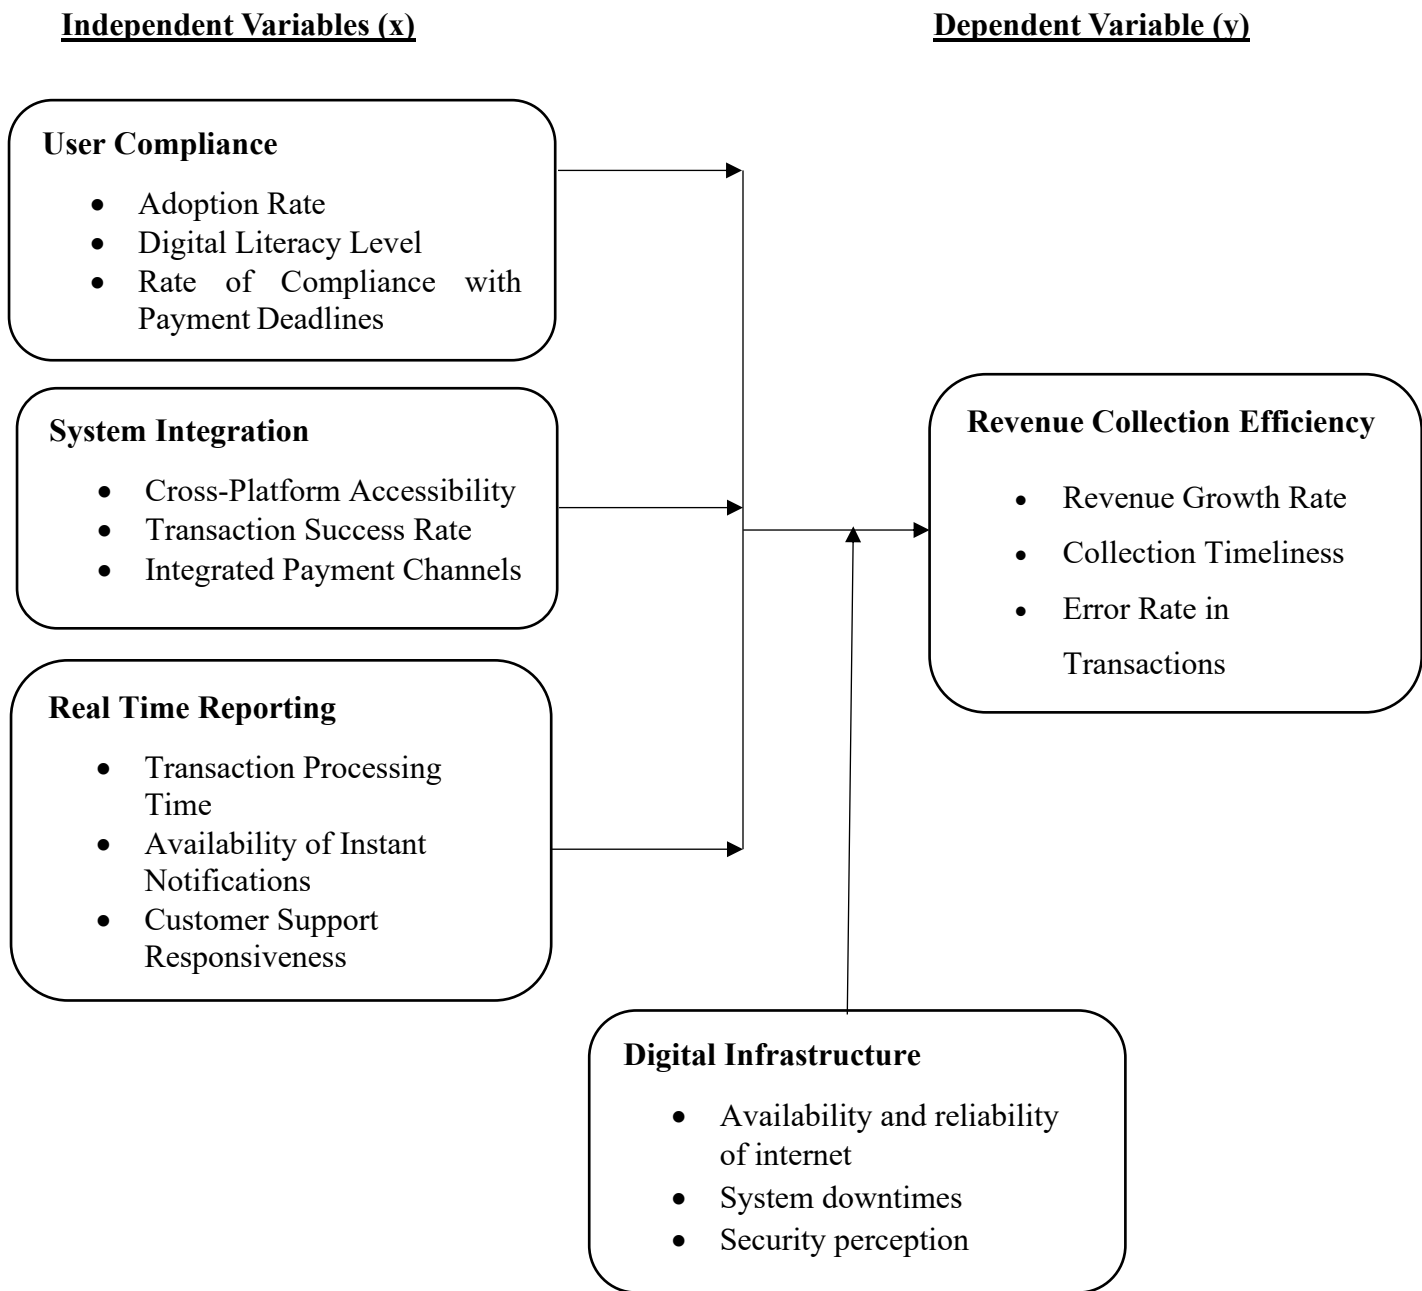 Independent Variables (x)
Dependent Variable (y)
User Compliance
• Adoption Rate
• Digital Literacy Level
• Rate of Compliance with
Payment Deadlines
System Integration
• Cross-Platform Accessibility
• Transaction Success Rate
• Integrated Payment Channels
Real Time Reporting
• Transaction Processing
Time
• Availability of Instant
Notifications
• Customer Support
Responsiveness
Revenue Collection Efficiency
• Revenue Growth Rate
• Collection Timeliness
• Error Rate in
Transactions
Digital Infrastructure
• Availability and reliability
of internet
• System downtimes
• Security perception